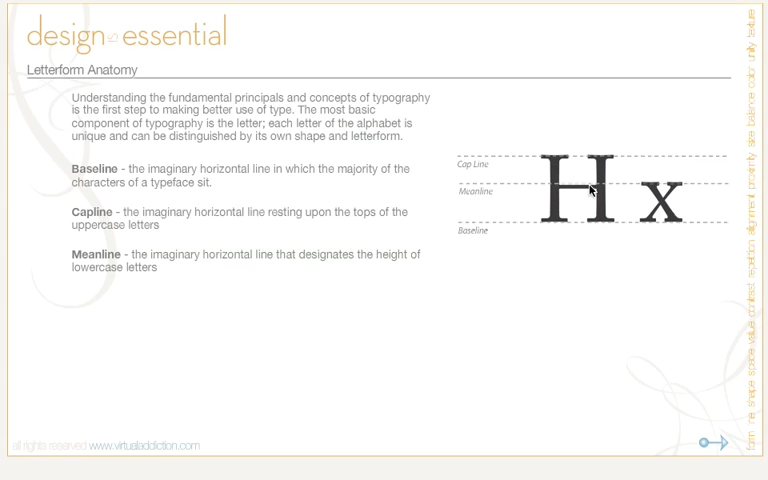 design essential
Letterform Anatomy
Understanding the fundamental principals and concepts of typography
is the first step to making better use of type. The most basic
component of typography is the letter; each letter of the alphabet is
unique and can be distinguished by its own shape and letterform.
Baseline - the imaginary horizontal line in which the majority of the
characters of a typeface sit.
Capline - the imaginary horizontal line resting upon the tops of the
uppercase letters
Meanline - the imaginary horizontal line that designates the height of
lowercase letters
Cap Line
Meanline
Baseline
H x
all rights reserved www.virtualaddiction.com
form line shape space value contrast repetition alignment proximity size balance color unity texture